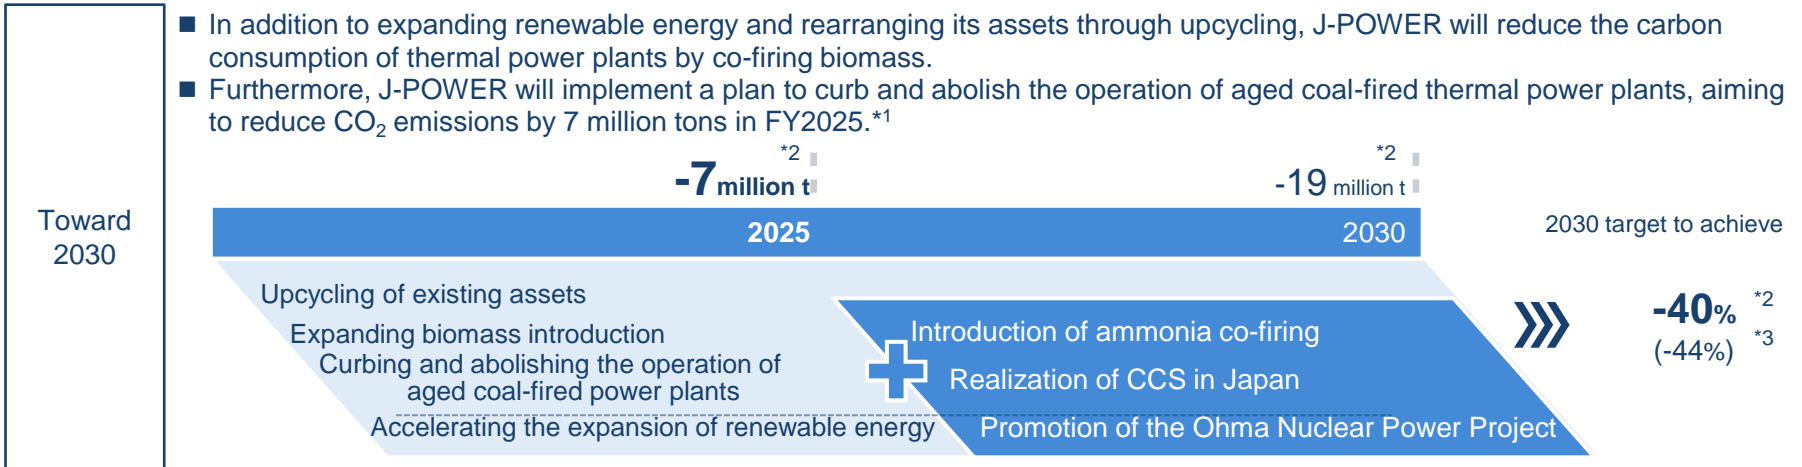 Toward
2030
■ In addition to expanding renewable energy and rearranging its assets through upcycling, J-POWER will reduce the carbon
consumption of thermal power plants by co-firing biomass.
■ Furthermore, J-POWER will implement a plan to curb and abolish the operation of aged coal-fired thermal power plants, aiming
to reduce CO₂ emissions by 7 million tons in FY2025.*1
-7 million t *2
-19 million t *2
2025
2030
2030 target to achieve
Upcycling of existing assets
Expanding biomass introduction
Curbing and abolishing the operation of
aged coal-fired power plants
Accelerating the expansion of renewable energy
Introduction of ammonia co-firing
Realization of CCS in Japan
Promotion of the Ohma Nuclear Power Project
-40% *2
(-44%) *3